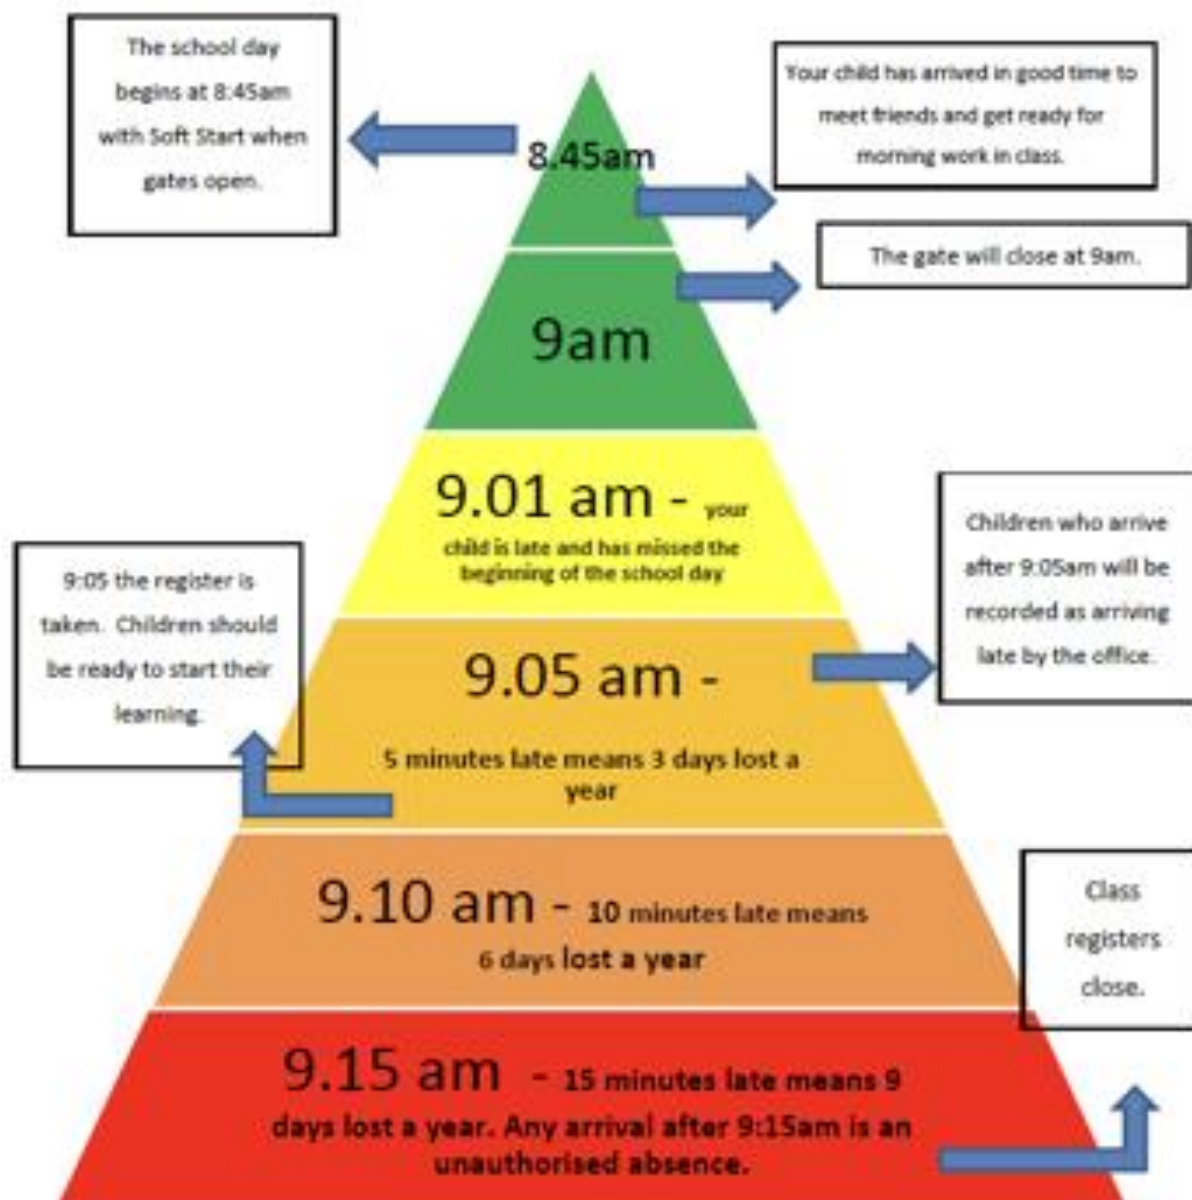 The school day
begins at 8:45am
with Soft Start when
gates open.
8.45am
Your child has arrived in good time to
meet friends and get ready for
morning work in class.
The gate will close at 9am.
9am
9.01 am - your
child is late and has missed the
beginning of the school day
9:05 the register is
taken. Children should
be ready to start their
learning.
9.05 am -
5 minutes late means 3 days lost a
year
Children who arrive
after 9:05am will be
recorded as arriving
late by the office.
9.10 am - 10 minutes late means
6 days lost a year
Class
registers
close.
9.15 am - 15 minutes late means 9
days lost a year. Any arrival after 9:15am is an
unauthorised absence.